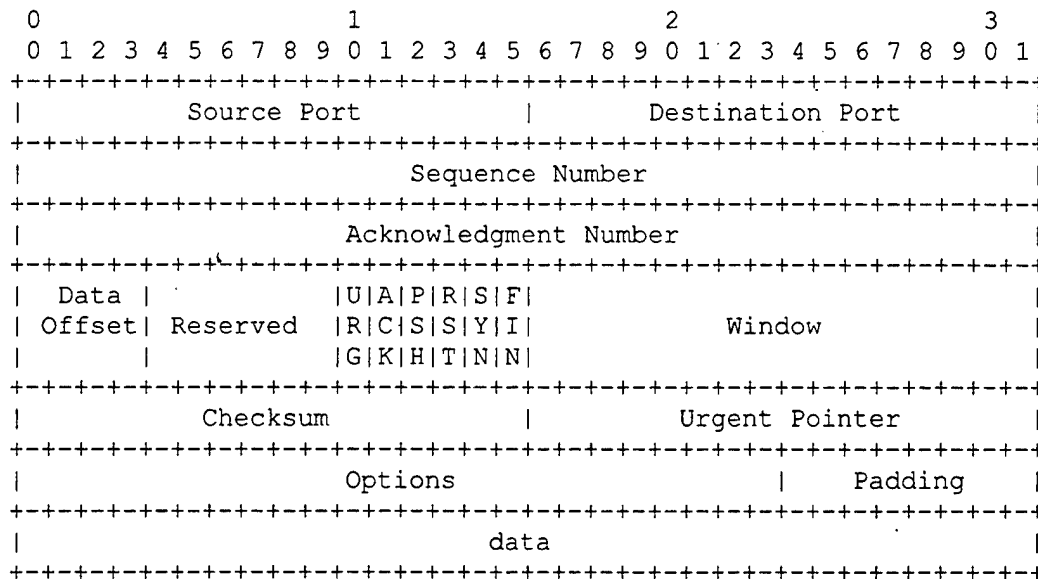 0                   1                   2                   3
0 1 2 3 4 5 6 7 8 9 0 1 2 3 4 5 6 7 8 9 0 1 2 3 4 5 6 7 8 9 0 1
+-+-+-+-+-+-+-+-+-+-+-+-+-+-+-+-+-+-+-+-+-+-+-+-+-+-+-+-+-+-+-+-+
|          Source Port          |       Destination Port        |
+-+-+-+-+-+-+-+-+-+-+-+-+-+-+-+-+-+-+-+-+-+-+-+-+-+-+-+-+-+-+-+-+
|                        Sequence Number                        |
+-+-+-+-+-+-+-+-+-+-+-+-+-+-+-+-+-+-+-+-+-+-+-+-+-+-+-+-+-+-+-+-+
|                    Acknowledgment Number                      |
+-+-+-+-+-+-+-+-+-+-+-+-+-+-+-+-+-+-+-+-+-+-+-+-+-+-+-+-+-+-+-+-+
|  Data |           |U|A|P|R|S|F|                               |
| Offset| Reserved  |R|C|S|S|Y|I|            Window             |
|       |           |G|K|H|T|N|N|                               |
+-+-+-+-+-+-+-+-+-+-+-+-+-+-+-+-+-+-+-+-+-+-+-+-+-+-+-+-+-+-+-+-+
|           Checksum            |         Urgent Pointer        |
+-+-+-+-+-+-+-+-+-+-+-+-+-+-+-+-+-+-+-+-+-+-+-+-+-+-+-+-+-+-+-+-+
|                    Options                    |    Padding    |
+-+-+-+-+-+-+-+-+-+-+-+-+-+-+-+-+-+-+-+-+-+-+-+-+-+-+-+-+-+-+-+-+
|                             data                              |
+-+-+-+-+-+-+-+-+-+-+-+-+-+-+-+-+-+-+-+-+-+-+-+-+-+-+-+-+-+-+-+-+